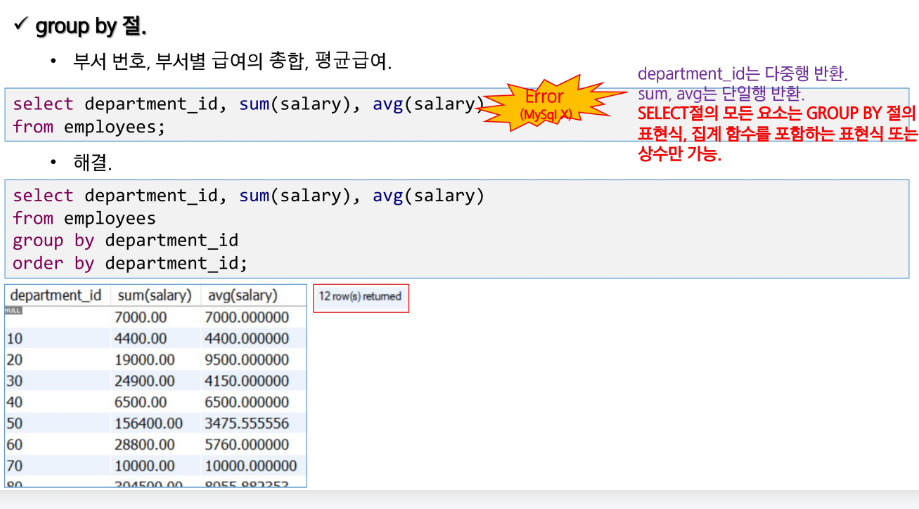 ✓ group by 절.
• 부서 번호, 부서별 급여의 총합, 평균급여.
select department_id, sum(salary), avg(salary)
from employees;
Error
(MySql X)
department_id는 다중행 반환.
sum, avg는 단일행 반환.
SELECT절의 모든 요소는 GROUP BY 절의
표현식, 집계 함수를 포함하는 표현식 또는
상수만 가능.
• 해결.
select department_id, sum(salary), avg(salary)
from employees
group by department_id
order by department_id;
department_id sum(salary) avg(salary)
NULL 7000.00 7000.000000
10 4400.00 4400.000000
20 19000.00 9500.000000
30 24900.00 4150.000000
40 6500.00 6500.000000
50 156400.00 3475.555556
60 28800.00 5760.000000
70 10000.00 10000.000000
80 304500.00 8955.882353
12 row(s) returned